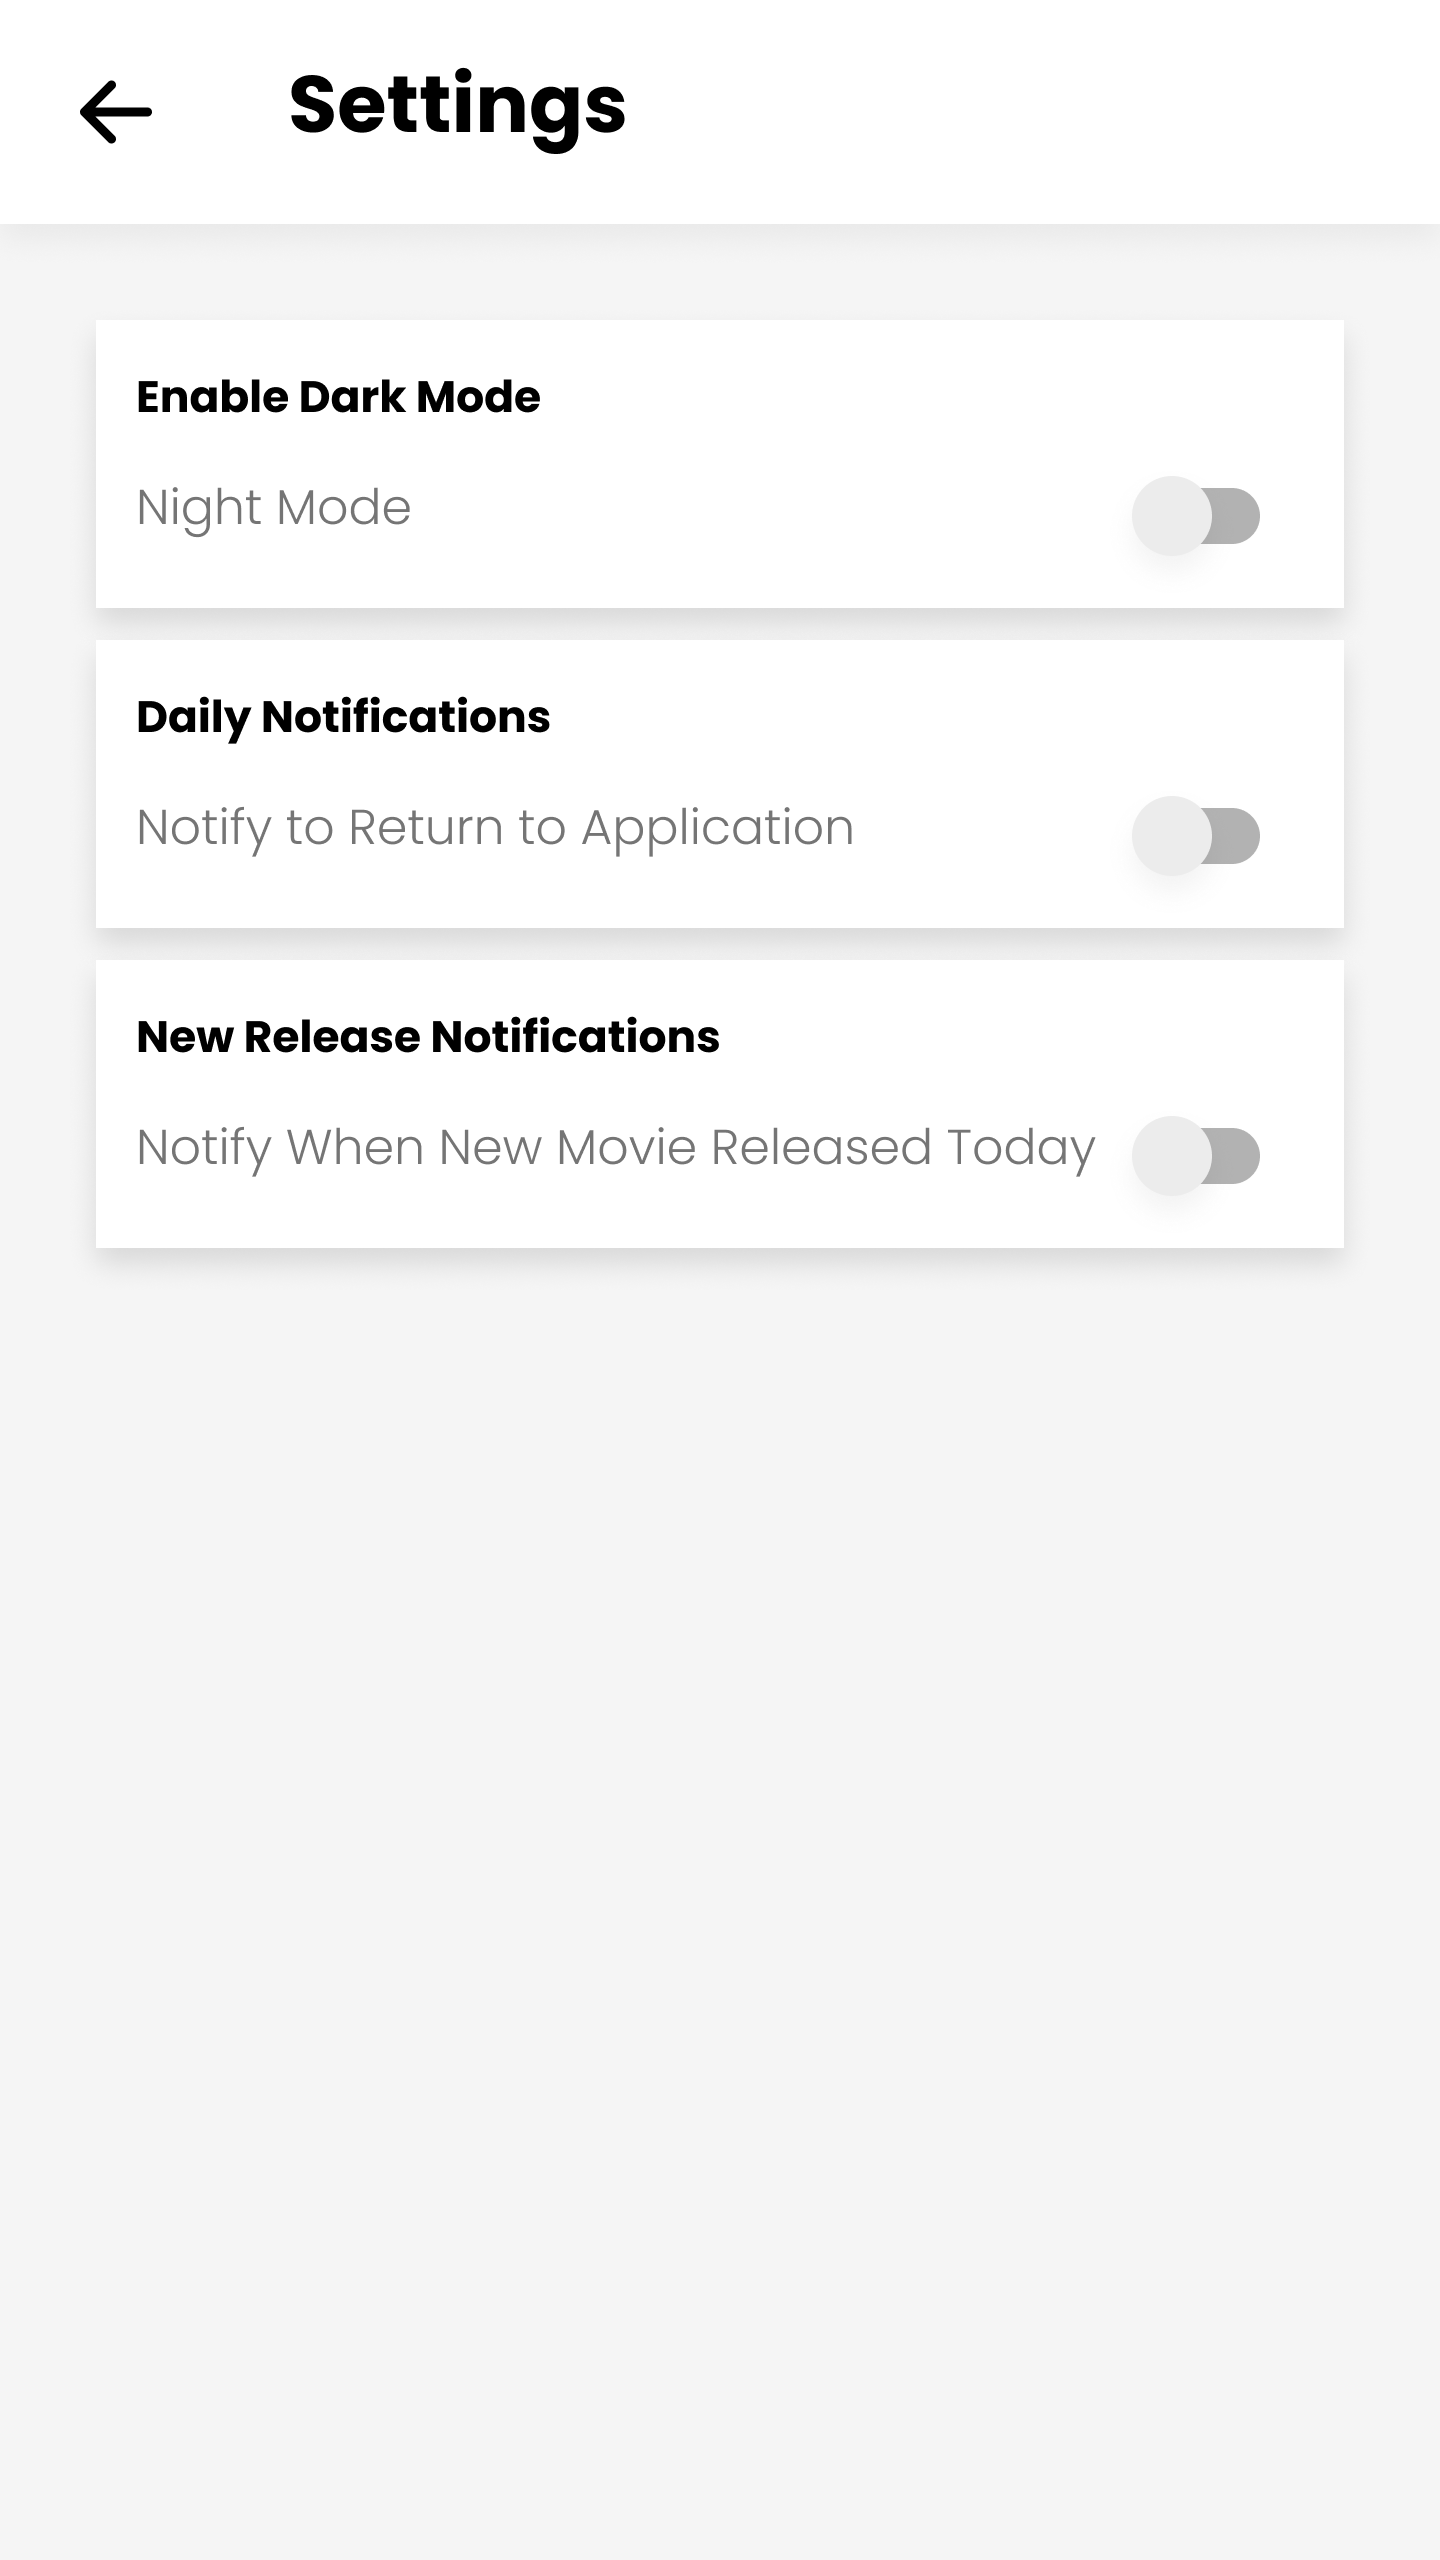 Settings
Enable Dark Mode
Night Mode
Daily Notifications
Notify to Return to Application
New Release Notifications
Notify When New Movie Released Today